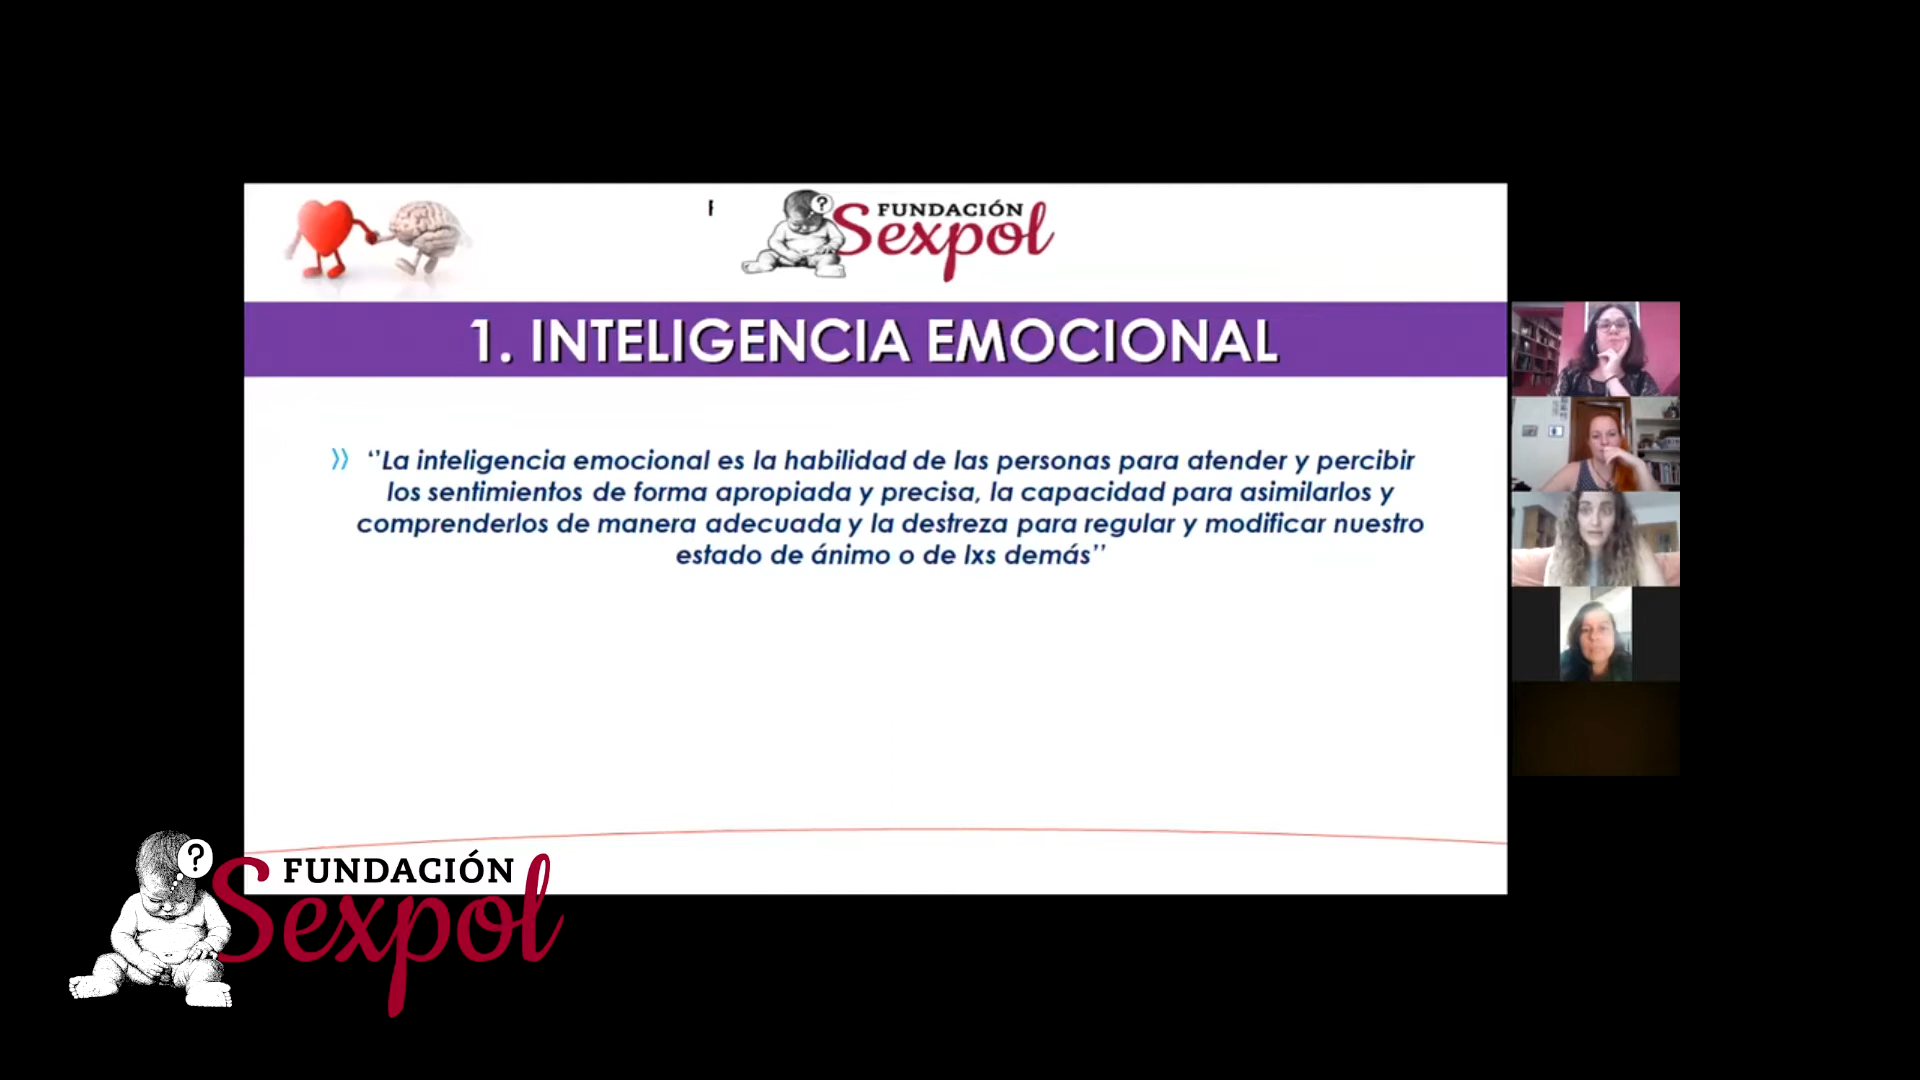 F
?
FUNDACIÓN
Sexpol
1. INTELIGENCIA EMOCIONAL
‘’La inteligencia emocional es la habilidad de las personas para atender y percibir
los sentimientos de forma apropiada y precisa, la capacidad para asimilarlos y
comprenderlos de manera adecuada y la destreza para regular y modificar nuestro
estado de ánimo o de lxs demás’’
?
FUNDACIÓN
Sexpol